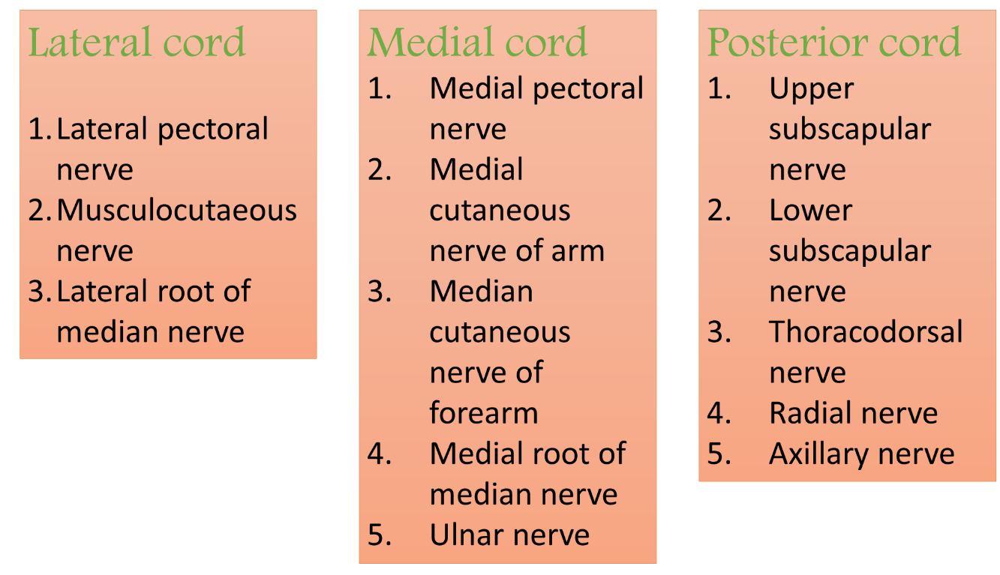 Lateral cord
1. Lateral pectoral
nerve
2. Musculocutaeous
nerve
3. Lateral root of
median nerve
Medial cord
1. Medial pectoral
nerve
2. Medial
cutaneous
nerve of arm
3. Median
cutaneous
nerve of
forearm
4. Medial root of
median nerve
5. Ulnar nerve
Posterior cord
1. Upper
subscapular
nerve
2. Lower
subscapular
nerve
3. Thoracodorsal
nerve
4. Radial nerve
5. Axillary nerve